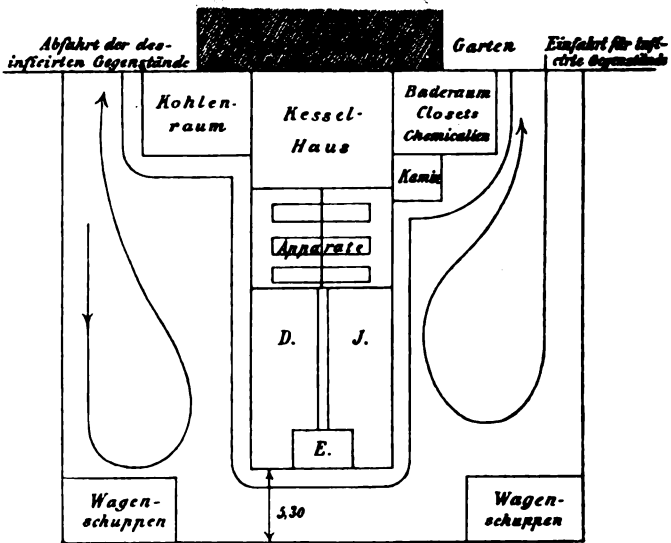 Abfahrt der des-
inficirten Gegenstände
Garten
Einfahrt für infi-
cirte Gegenstände
Kohlen-
raum
Kessel-
Haus
Baderaum
Closets
Chemicalien
Kamin
Apparate
D.
J.
E.
Wagen-
schuppen
5,30
Wagen-
schuppen